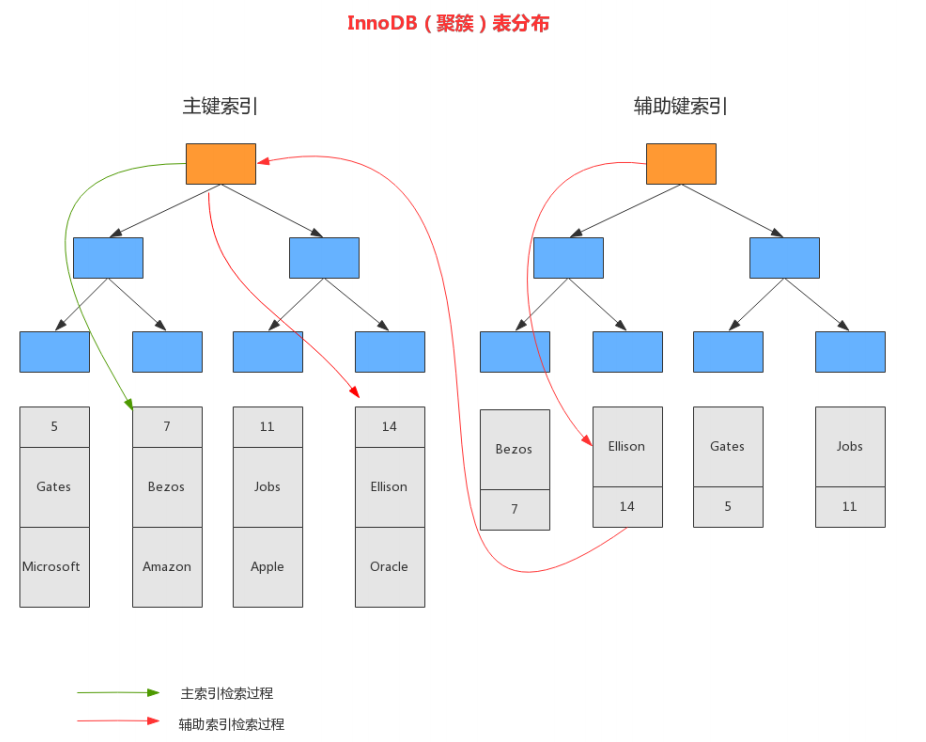 InnoDB（聚簇）表分布
主键索引
辅助键索引
5
7
11
14
Gates
Bezos
Jobs
Ellison
Microsoft
Amazon
Apple
Oracle
Bezos
Ellison
Gates
Jobs
7
14
5
11
主索引检索过程
辅助索引检索过程